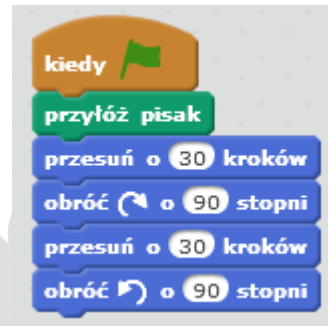 kiedy
przyłóż pisak
przesuń o 30 kroków
obróć o 90 stopni
przesuń o 30 kroków
obróć o 90 stopni